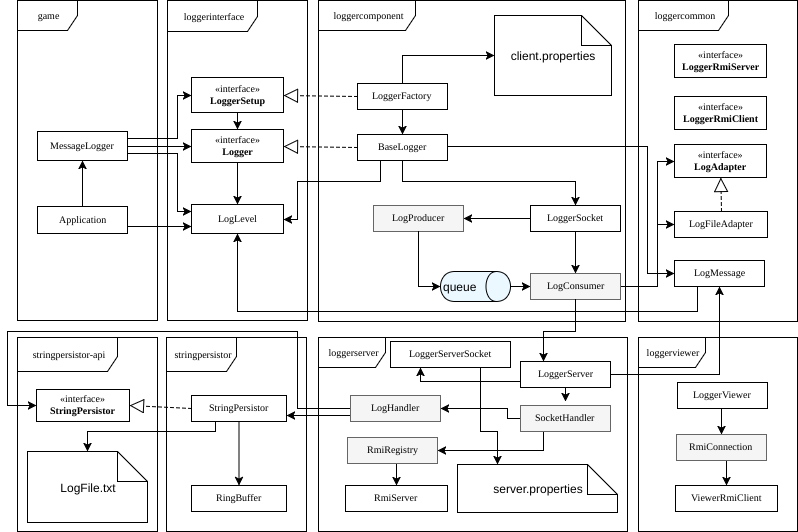 game
MessageLogger
Application
loggerinterface
«interface»
LoggerSetup
«interface»
Logger
LogLevel
loggercomponent
client.properties
LoggerFactory
BaseLogger
LogProducer
LoggerSocket
queue
LogConsumer
loggercommon
«interface»
LoggerRmiServer
«interface»
LoggerRmiClient
«interface»
LogAdapter
LogFileAdapter
LogMessage
stringpersistor-api
«interface»
StringPersistor
LogFile.txt
stringpersistor
StringPersistor
RingBuffer
loggerserver
LoggerServerSocket
LoggerServer
LogHandler
SocketHandler
RmiRegistry
RmiServer
server.properties
loggerviewer
LoggerViewer
RmiConnection
ViewerRmiClient